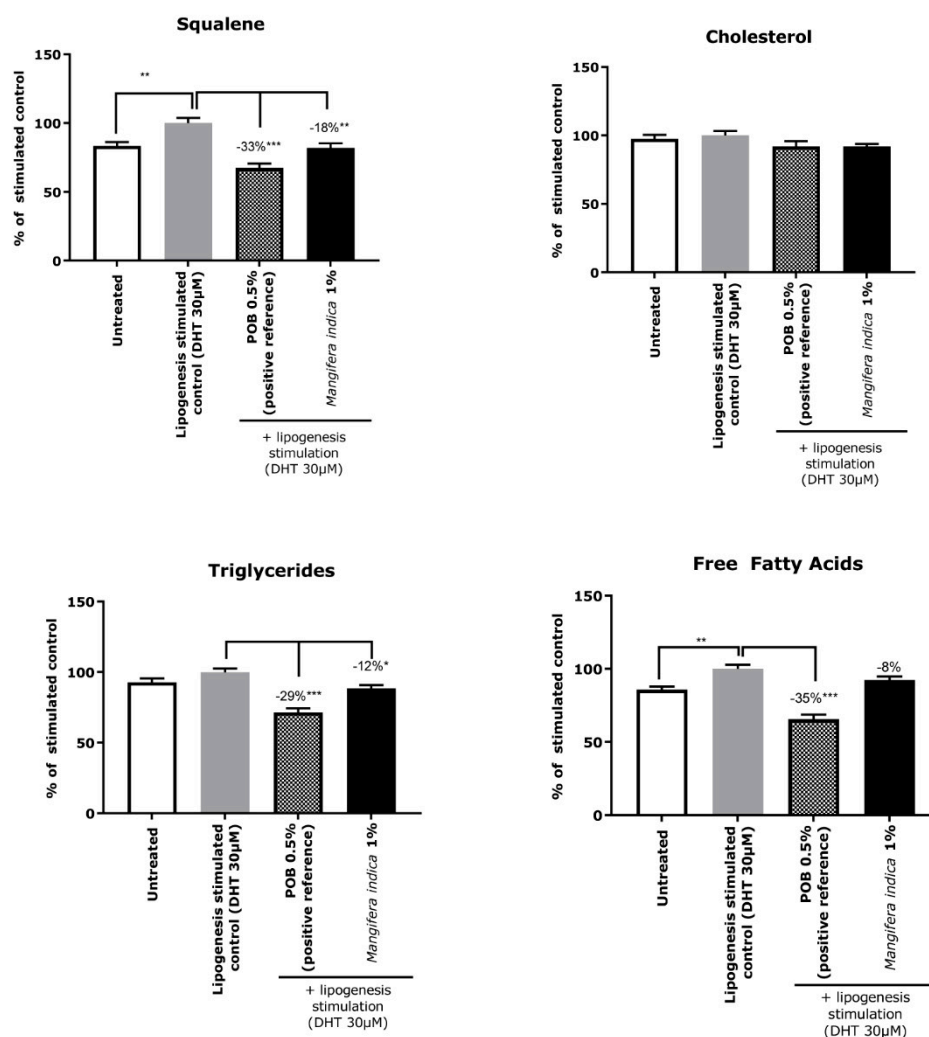 Squalene
% of stimulated control
150
100
50
0
**
-33%***
-18%**
Untreated
Lipogenesis stimulated
control (DHT 30µM)
POB 0.5%
(positive reference)
Mangifera indica 1%
+ lipogenesis
stimulation
(DHT 30µM)
Cholesterol
% of stimulated control
150
100
50
0
Untreated
Lipogenesis stimulated
control (DHT 30µM)
POB 0.5%
(positive reference)
Mangifera indica 1%
+ lipogenesis
stimulation
(DHT 30µM)
Triglycerides
% of stimulated control
150
100
50
0
-29%***
-12%*
Untreated
Lipogenesis stimulated
control (DHT 30µM)
POB 0.5%
(positive reference)
Mangifera indica 1%
+ lipogenesis
stimulation
(DHT 30µM)
Free Fatty Acids
% of stimulated control
150
100
50
0
**
-35%***
-8%
Untreated
Lipogenesis stimulated
control (DHT 30µM)
POB 0.5%
(positive reference)
Mangifera indica 1%
+ lipogenesis
stimulation
(DHT 30µM)